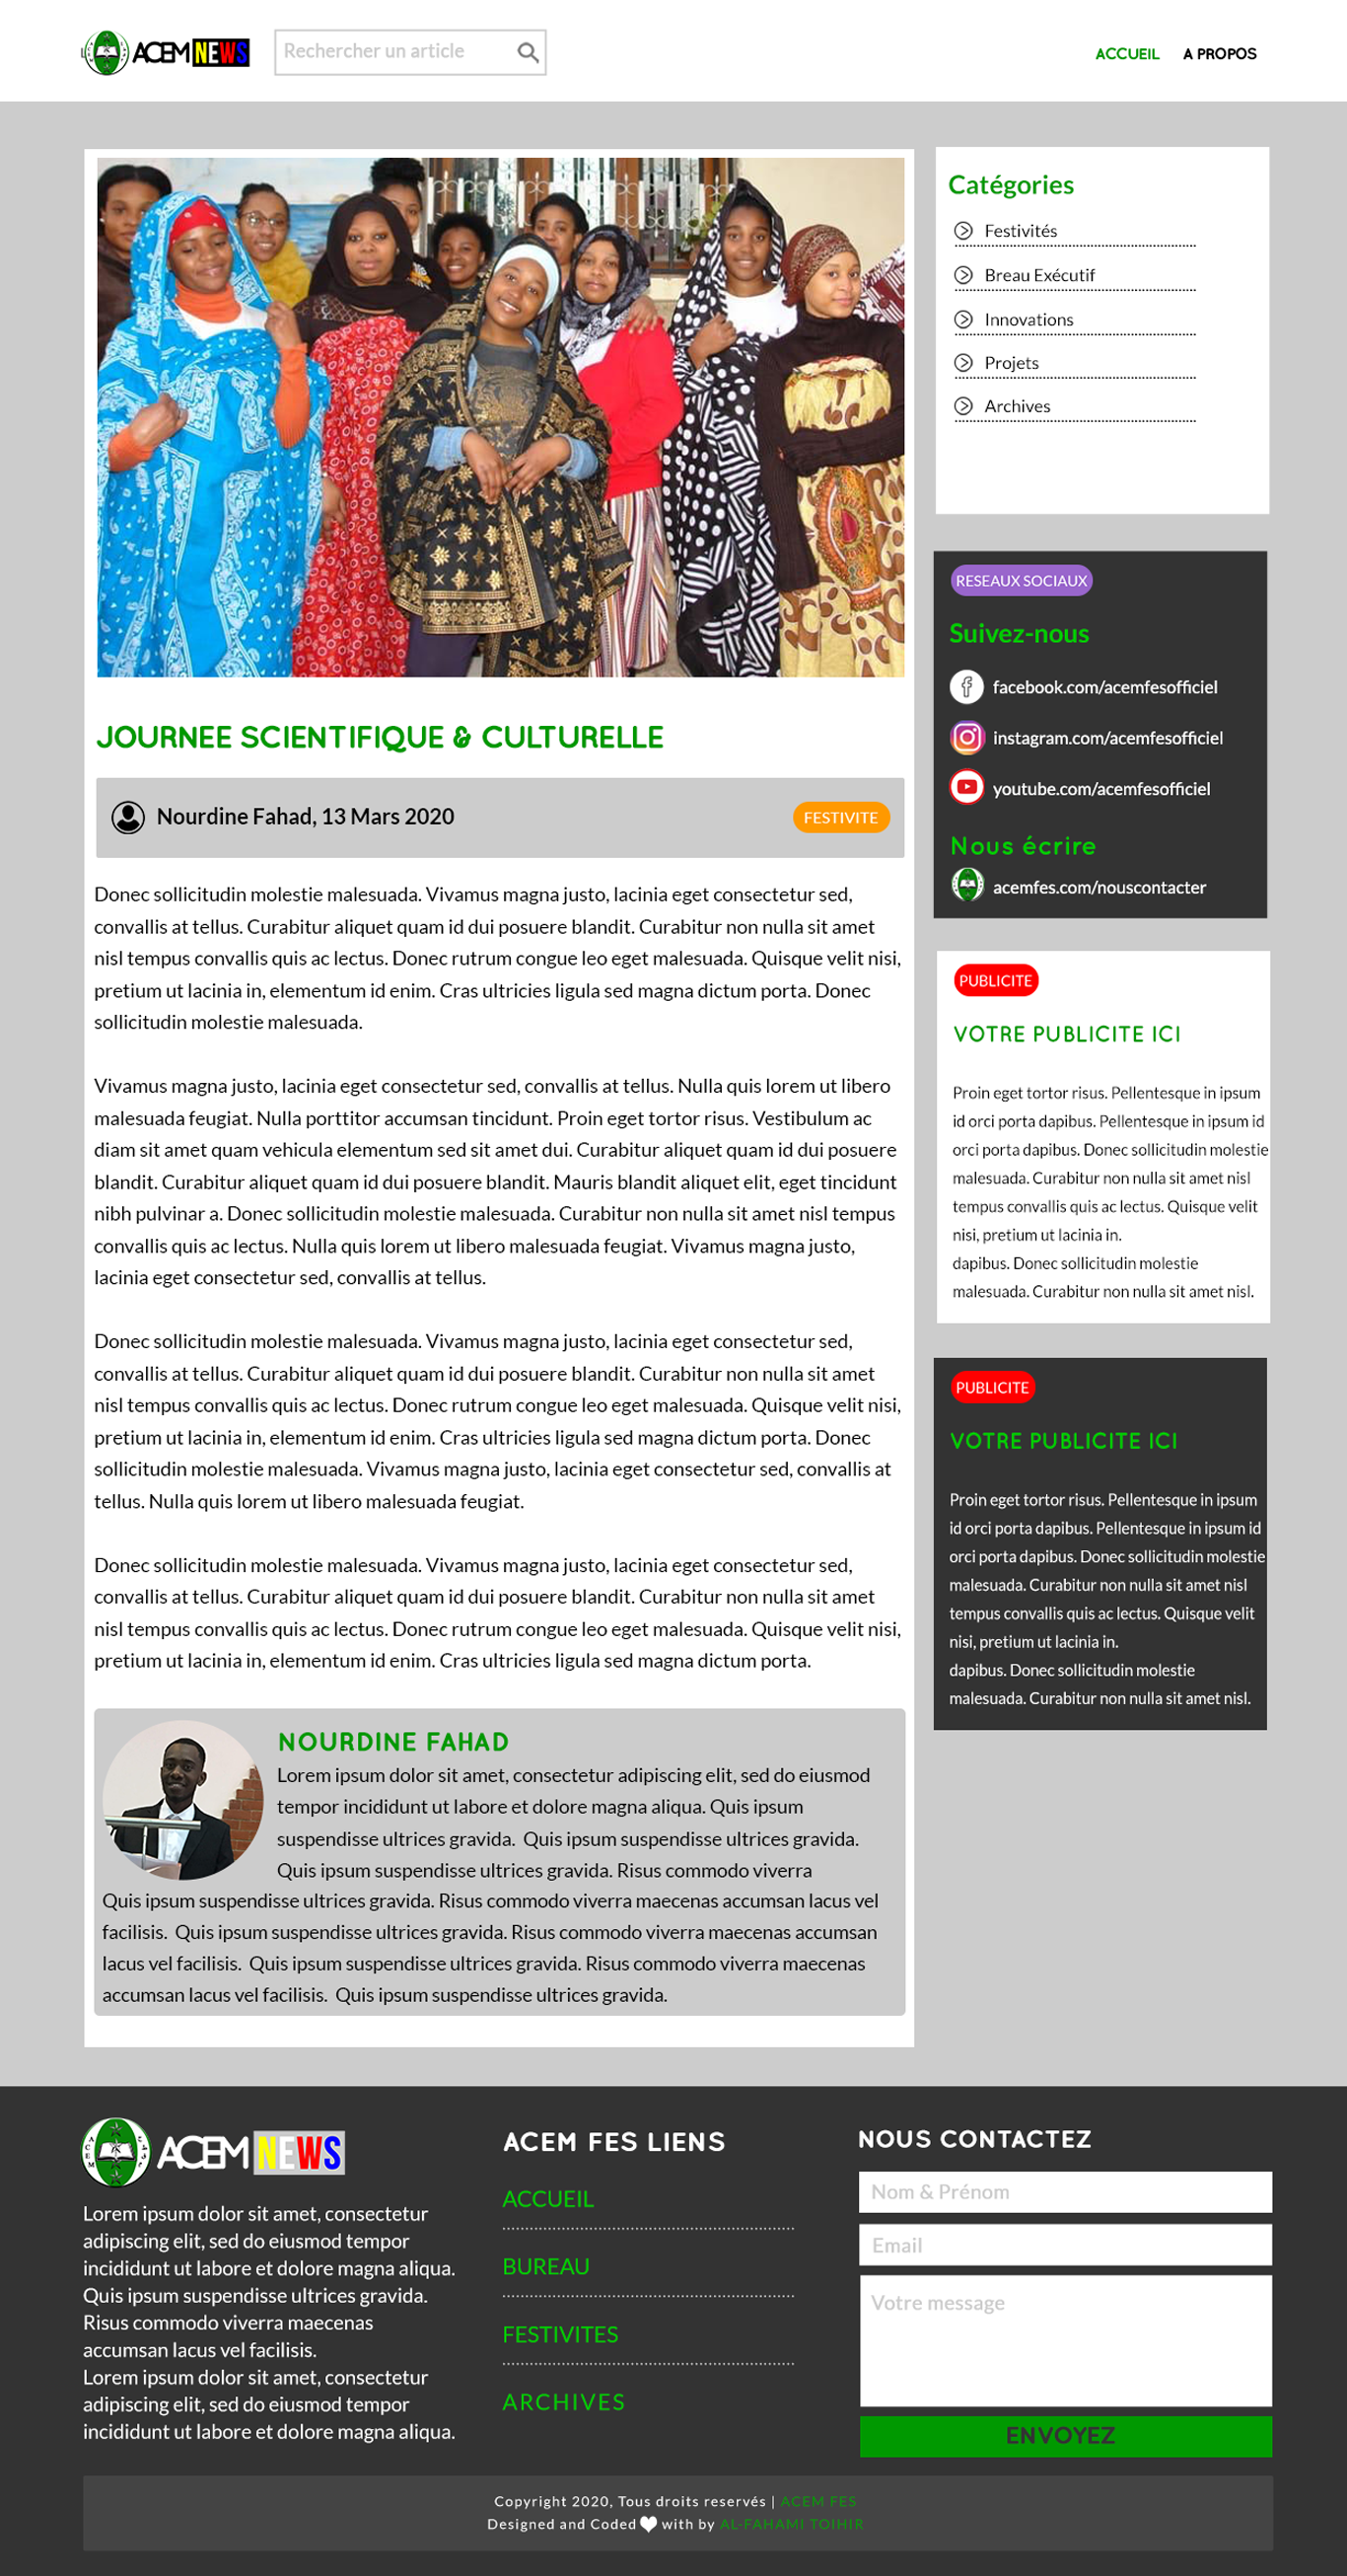 ACEM NEWS
Rechercher un article
ACCUEIL A PROPOS
JOURNEE SCIENTIFIQUE & CULTURELLE
Nourdine Fahad, 13 Mars 2020
FESTIVITE
Donec sollicitudin molestie malesuada. Vivamus magna justo, lacinia eget consectetur sed,
convallis at tellus. Curabitur aliquet quam id dui posuere blandit. Curabitur non nulla sit amet
nisl tempus convallis quis ac lectus. Donec rutrum congue leo eget malesuada. Quisque velit nisi,
pretium ut lacinia in, elementum id enim. Cras ultricies ligula sed magna dictum porta. Donec
sollicitudin molestie malesuada.
Vivamus magna justo, lacinia eget consectetur sed, convallis at tellus. Nulla quis lorem ut libero
malesuada feugiat. Nulla porttitor accumsan tincidunt. Proin eget tortor risus. Vestibulum ac
diam sit amet quam vehicula elementum sed sit amet dui. Curabitur aliquet quam id dui posuere
blandit. Curabitur aliquet quam id dui posuere blandit. Mauris blandit aliquet elit, eget tincidunt
nibh pulvinar a. Donec sollicitudin molestie malesuada. Curabitur non nulla sit amet nisl tempus
convallis quis ac lectus. Nulla quis lorem ut libero malesuada feugiat. Vivamus magna justo,
lacinia eget consectetur sed, convallis at tellus.
Donec sollicitudin molestie malesuada. Vivamus magna justo, lacinia eget consectetur sed,
convallis at tellus. Curabitur aliquet quam id dui posuere blandit. Curabitur non nulla sit amet
nisl tempus convallis quis ac lectus. Donec rutrum congue leo eget malesuada. Quisque velit nisi,
pretium ut lacinia in, elementum id enim. Cras ultricies ligula sed magna dictum porta. Donec
sollicitudin molestie malesuada. Vivamus magna justo, lacinia eget consectetur sed, convallis at
tellus. Nulla quis lorem ut libero malesuada feugiat.
Donec sollicitudin molestie malesuada. Vivamus magna justo, lacinia eget consectetur sed,
convallis at tellus. Curabitur aliquet quam id dui posuere blandit. Curabitur non nulla sit amet
nisl tempus convallis quis ac lectus. Donec rutrum congue leo eget malesuada. Quisque velit nisi,
pretium ut lacinia in, elementum id enim. Cras ultricies ligula sed magna dictum porta.
NOURDINE FAHAD
Lorem ipsum dolor sit amet, consectetur adipiscing elit, sed do eiusmod
tempor incididunt ut labore et dolore magna aliqua. Quis ipsum
suspendisse ultrices gravida. Quis ipsum suspendisse ultrices gravida.
Quis ipsum suspendisse ultrices gravida. Risus commodo viverra
Quis ipsum suspendisse ultrices gravida. Risus commodo viverra maecenas accumsan lacus vel
facilisis. Quis ipsum suspendisse ultrices gravida. Risus commodo viverra maecenas accumsan
lacus vel facilisis. Quis ipsum suspendisse ultrices gravida. Risus commodo viverra maecenas
accumsan lacus vel facilisis. Quis ipsum suspendisse ultrices gravida.
Catégories
Festivités
Breau Exécutif
Innovations
Projets
Archives
RESEAUX SOCIAUX
Suivez-nous
facebook.com/acemfesofficiel
instagram.com/acemfesofficiel
youtube.com/acemfesofficiel
Nous écrire
acemfes.com/nouscontacter
PUBLICITE
VOTRE PUBLICITE ICI
Proin eget tortor risus. Pellentesque in ipsum
id orci porta dapibus. Pellentesque in ipsum id
orci porta dapibus. Donec sollicitudin molestie
malesuada. Curabitur non nulla sit amet nisl
tempus convallis quis ac lectus. Quisque velit
nisi, pretium ut lacinia in.
dapibus. Donec sollicitudin molestie
malesuada. Curabitur non nulla sit amet nisl.
PUBLICITE
VOTRE PUBLICITE ICI
Proin eget tortor risus. Pellentesque in ipsum
id orci porta dapibus. Pellentesque in ipsum id
orci porta dapibus. Donec sollicitudin molestie
malesuada. Curabitur non nulla sit amet nisl
tempus convallis quis ac lectus. Quisque velit
nisi, pretium ut lacinia in.
dapibus. Donec sollicitudin molestie
malesuada. Curabitur non nulla sit amet nisl.
ACEM NEWS
Lorem ipsum dolor sit amet, consectetur
adipiscing elit, sed do eiusmod tempor
incididunt ut labore et dolore magna aliqua.
Quis ipsum suspendisse ultrices gravida.
Risus commodo viverra maecenas
accumsan lacus vel facilisis.
Lorem ipsum dolor sit amet, consectetur
adipiscing elit, sed do eiusmod tempor
incididunt ut labore et dolore magna aliqua.
ACEM FES LIENS
ACCUEIL
BUREAU
FESTIVITES
ARCHIVES
NOUS CONTACTEZ
Nom & Prénom
Email
Votre message
ENVOYEZ
Copyright 2020, Tous droits reservés | ACEM FES
Designed and Coded with by AL-FAHAMI TOIHIR